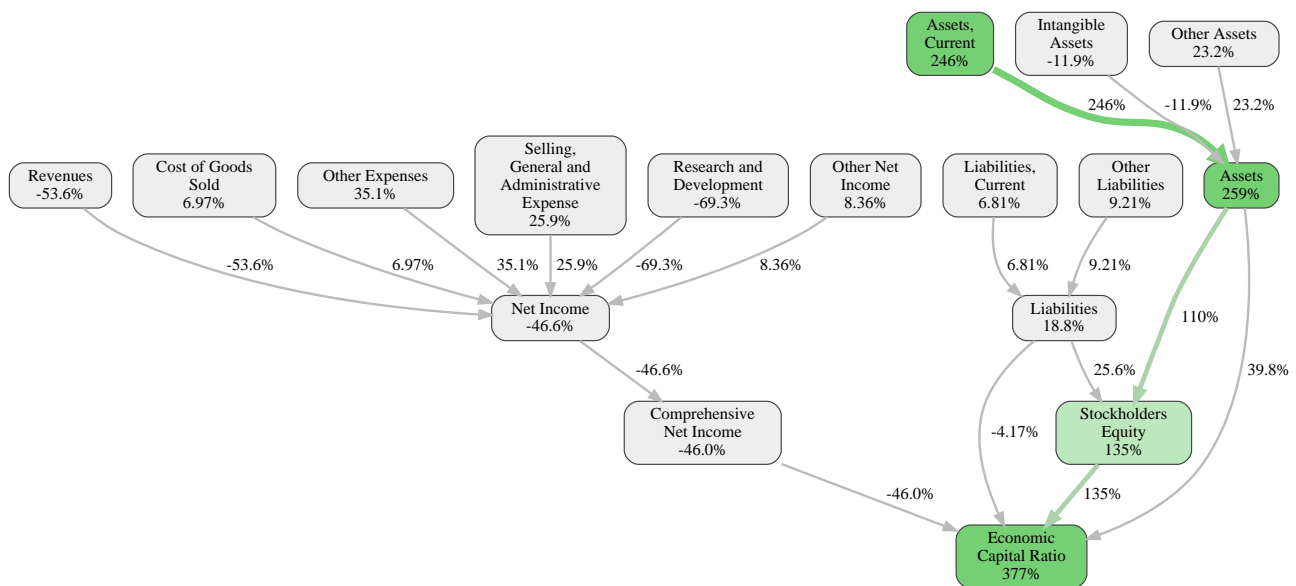 Assets,
Current
246%
Intangible
Assets
-11.9%
Other Assets
23.2%
246%
-11.9%
23.2%
Revenues
-53.6%
Cost of Goods
Sold
6.97%
Other Expenses
35.1%
Selling,
General and
Administrative
Expense
25.9%
Research and
Development
-69.3%
Other Net
Income
8.36%
Liabilities,
Current
6.81%
Other
Liabilities
9.21%
Assets
259%
-53.6%
6.97%
35.1%
25.9%
-69.3%
8.36%
6.81%
9.21%
Net Income
-46.6%
Liabilities
18.8%
110%
-46.6%
25.6%
39.8%
Comprehensive
Net Income
-46.0%
-4.17%
Stockholders
Equity
135%
-46.0%
135%
Economic
Capital Ratio
377%